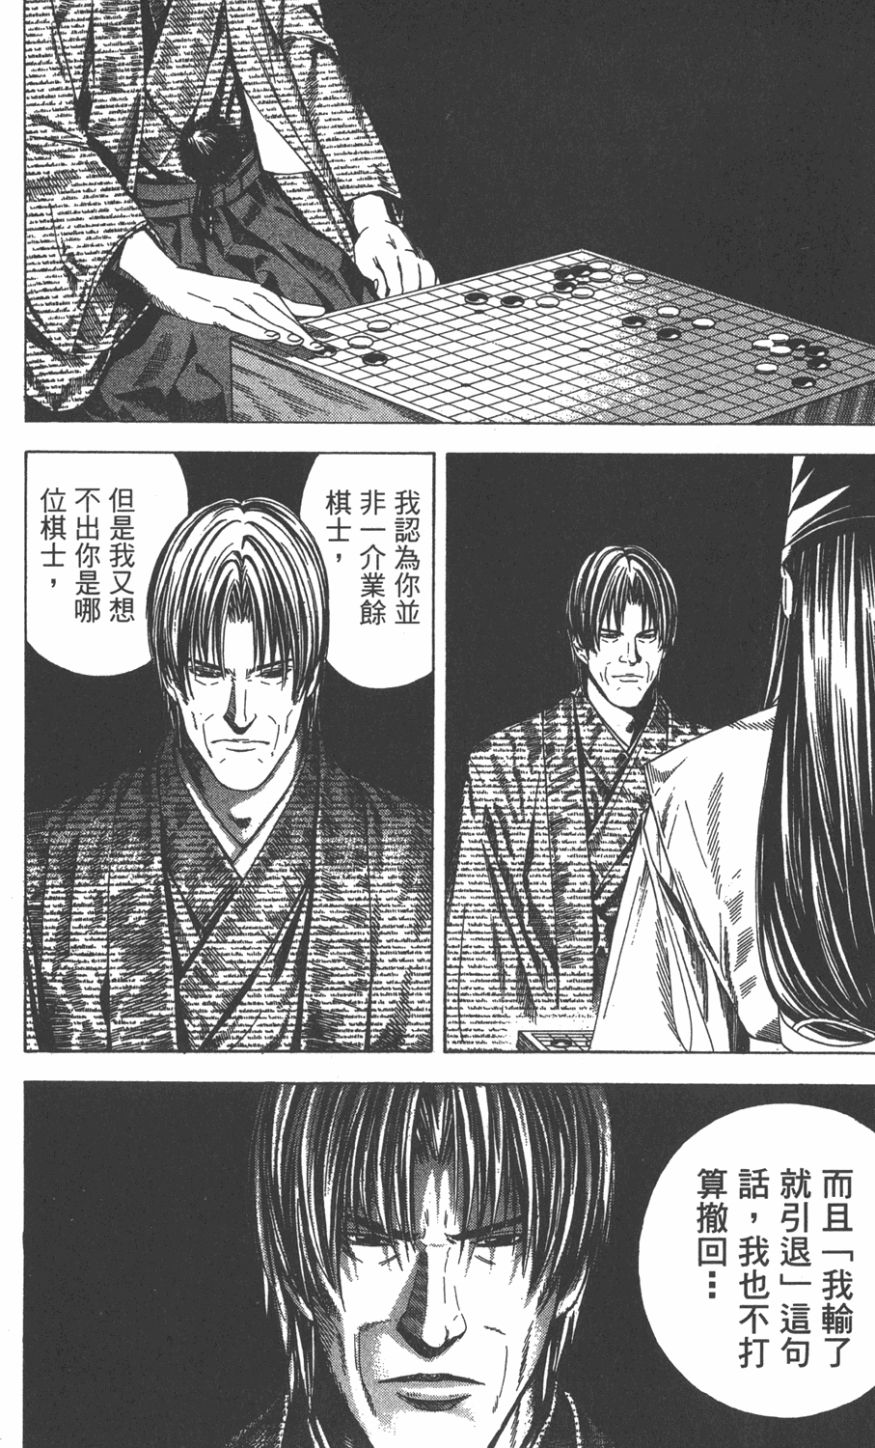 我認為你並
非一介業餘
棋士，
但是我又想
不出你是哪
位棋士，
而且「我輸了
就引退」這句
話，我也不打
算撤回…